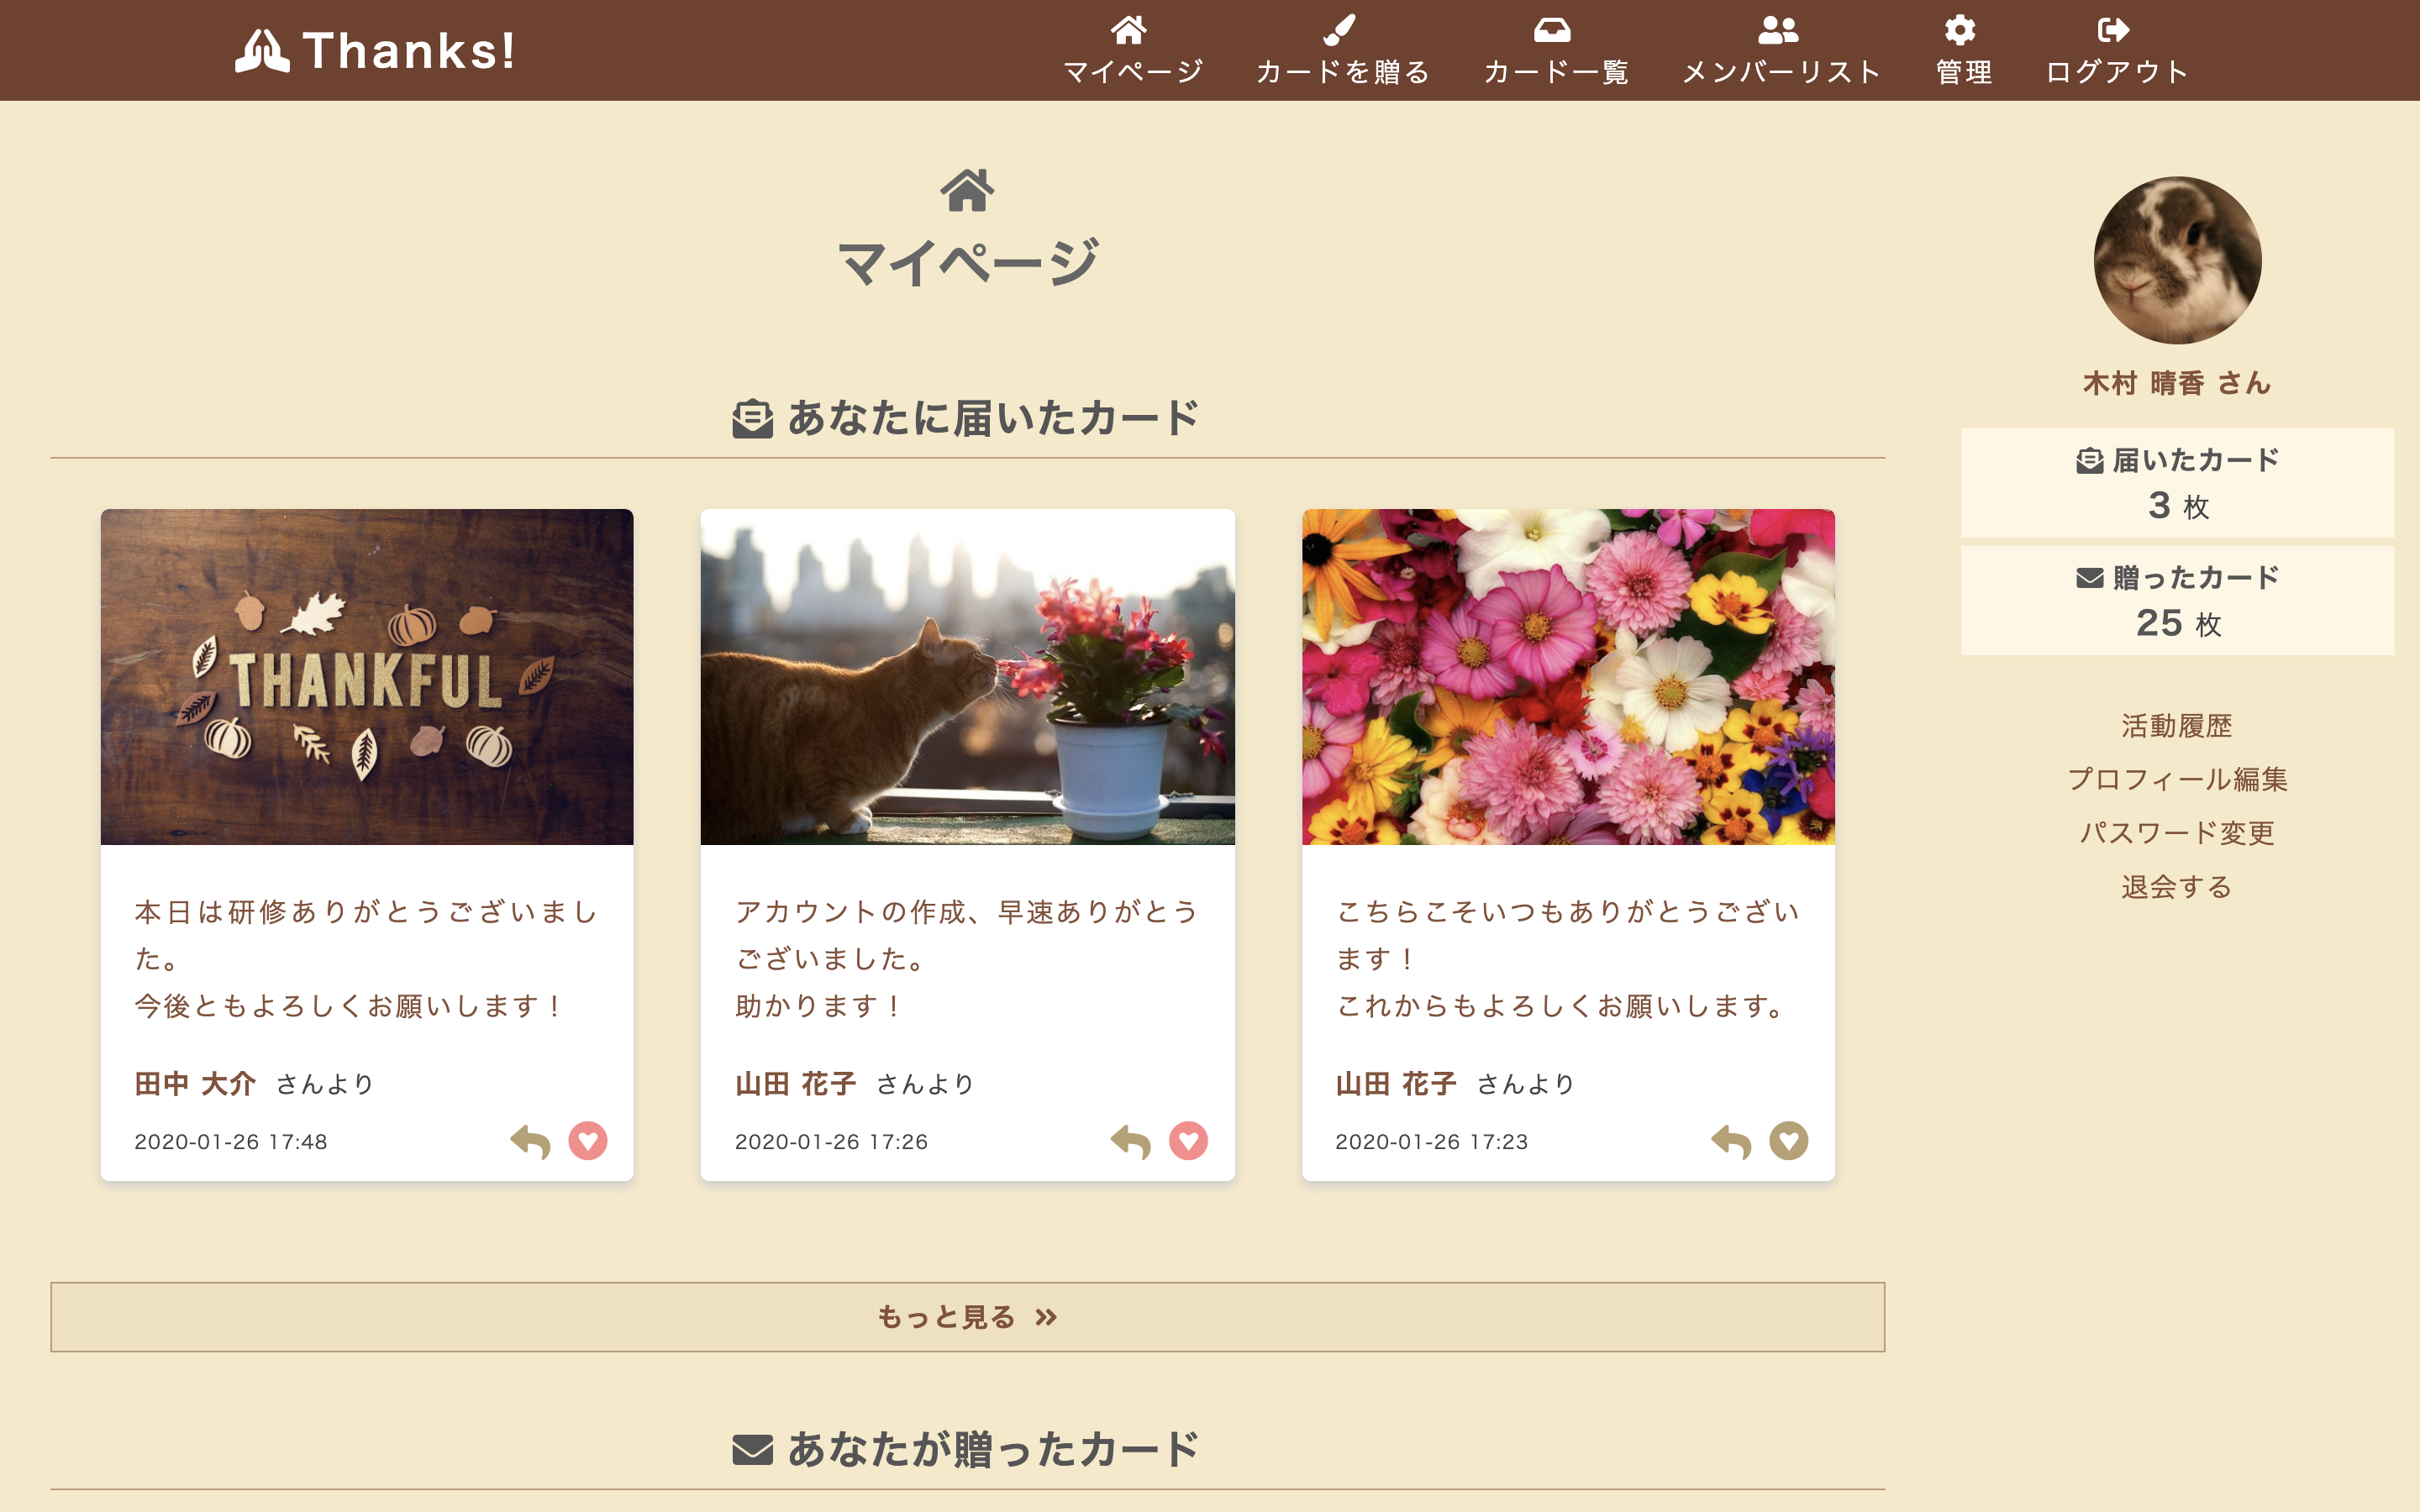 Thanks!
マイページ
カードを贈る
カード一覧
メンバーリスト
管理
ログアウト
マイページ
あなたに届いたカード
THANKFUL
本日は研修ありがとうございまし
た。
今後ともよろしくお願いします！
田中 大介 さんより
2020-01-26 17:48
アカウントの作成、早速ありがとう
ございました。
助かります！
山田 花子 さんより
2020-01-26 17:26
こちらこそいつもありがとうござい
ます！
これからもよろしくお願いします。
山田 花子 さんより
2020-01-26 17:23
もっと見る »
あなたが贈ったカード
木村 晴香 さん
届いたカード
3 枚
贈ったカード
25 枚
活動履歴
プロフィール編集
パスワード変更
退会する